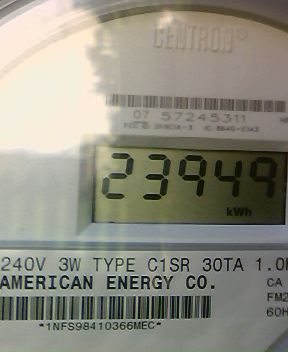 CENTRON®
07 57245311
23949
kWh
240V 3W TYPE C1SR 30TA 1.0
AMERICAN ENERGY CO.
CA
FM2
60H
*1NFS98410366MEC*